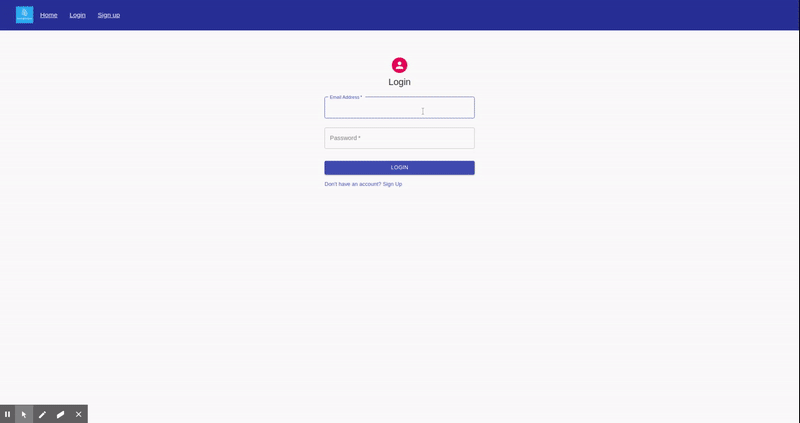 Home Login Sign up
Login
Email Address *
Password *
LOGIN
Don't have an account? Sign Up